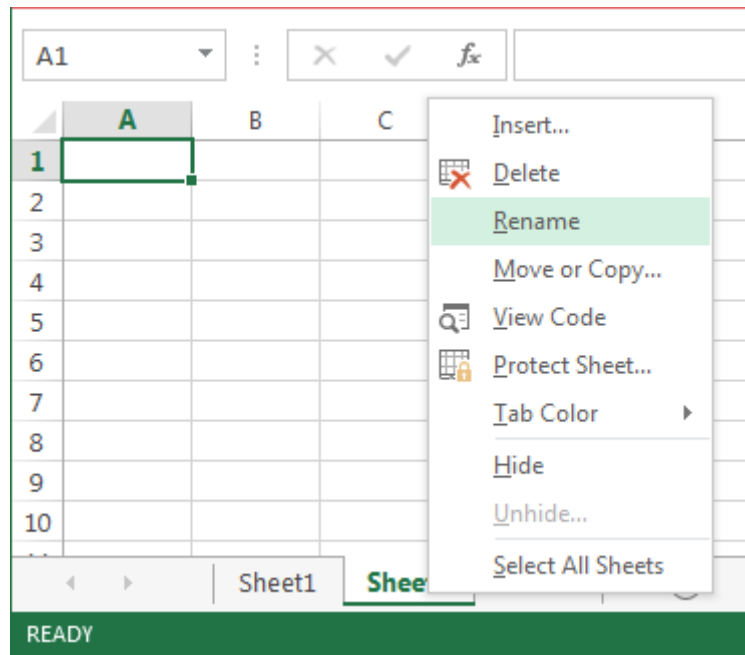 A1
fx
A B C
Insert...
1
Delete
2
Rename
3
Move or Copy...
4
View Code
5
6
Protect Sheet...
7
Tab Color
8
Hide
9
Unhide...
10
Select All Sheets
Sheet1 Shee
READY